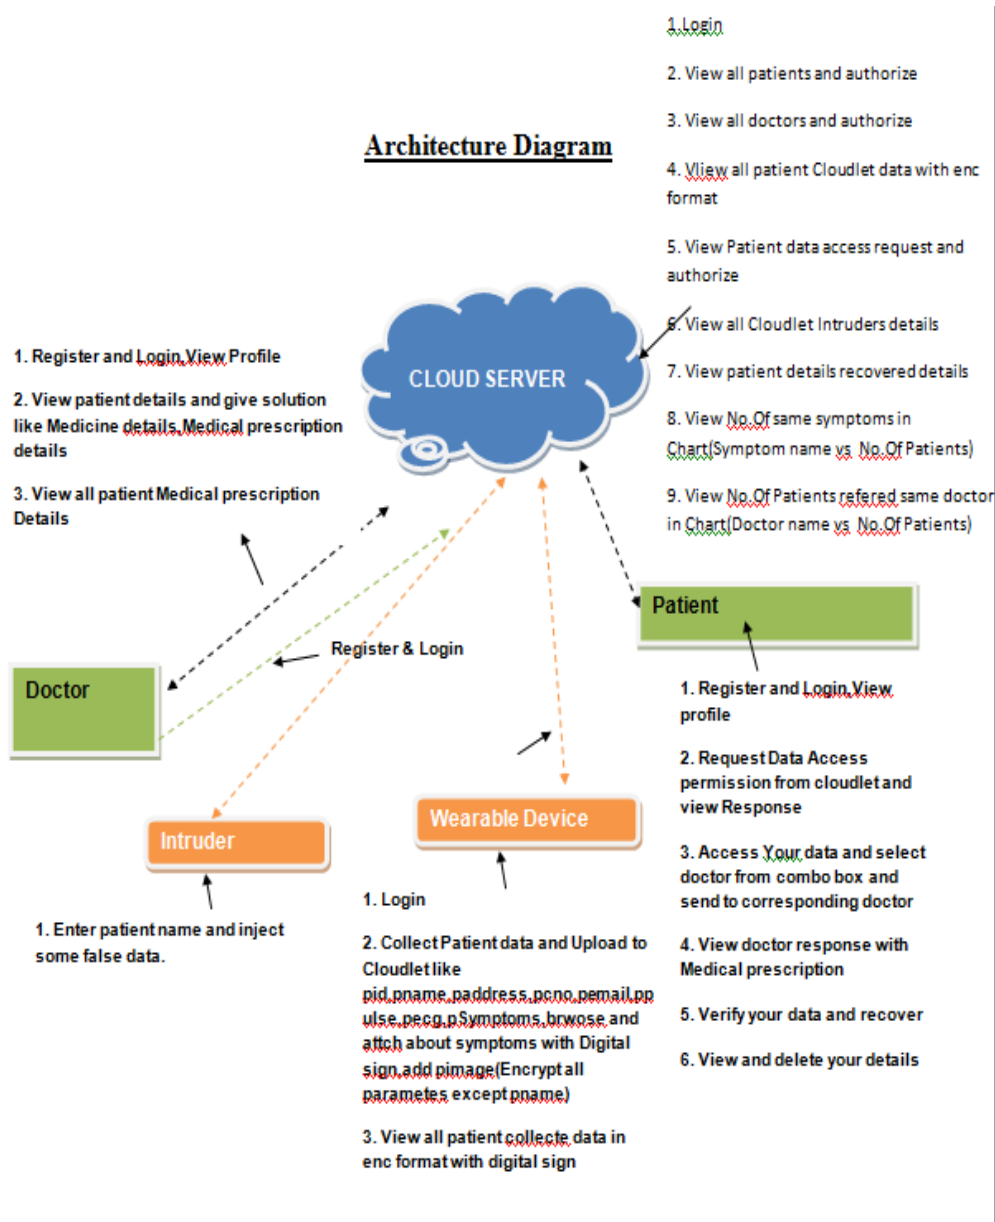 Architecture Diagram
1.Login
2. View all patients and authorize
3. View all doctors and authorize
4. Vliew all patient Cloudlet data with enc
format
5. View Patient data access request and
authorize
6. View all Cloudlet Intruders details
7. View patient details recovered details
8. View No.Of same symptoms in
Chart(Symptom name vs No.Of Patients)
9. View No.Of Patients refered same doctor
in Chart(Doctor name vs No.Of Patients)
CLOUD SERVER
1. Register and Login,View Profile
2. View patient details and give solution
like Medicine details,Medical prescription
details
3. View all patient Medical prescription
Details
Register & Login
Doctor
Patient
1. Register and Login,View
profile
2. Request Data Access
permission from cloudlet and
view Response
3. Access Your data and select
doctor from combo box and
send to corresponding doctor
4. View doctor response with
Medical prescription
5. Verify your data and recover
6. View and delete your details
Intruder
1. Enter patient name and inject
some false data.
Wearable Device
1. Login
2. Collect Patient data and Upload to
Cloudlet like
pid,pname,paddress,pcno,pemail,pp
ulse,pecg,pSymptoms,brwose and
attch about symptoms with Digital
sign,add pimage(Encrypt all
parametes except pname)
3. View all patient collecte data in
enc format with digital sign